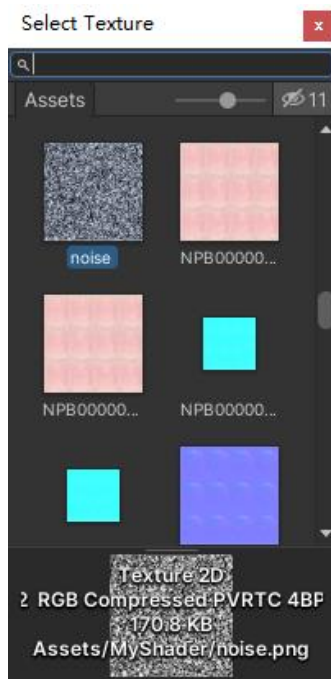 Select Texture
x
Assets
11
noise
NPB00000...
NPB00000...
NPB00000...
Texture 2D
2 RGB Compressed PVRTC 4BP
170.8 KB
Assets/MyShader/noise.png